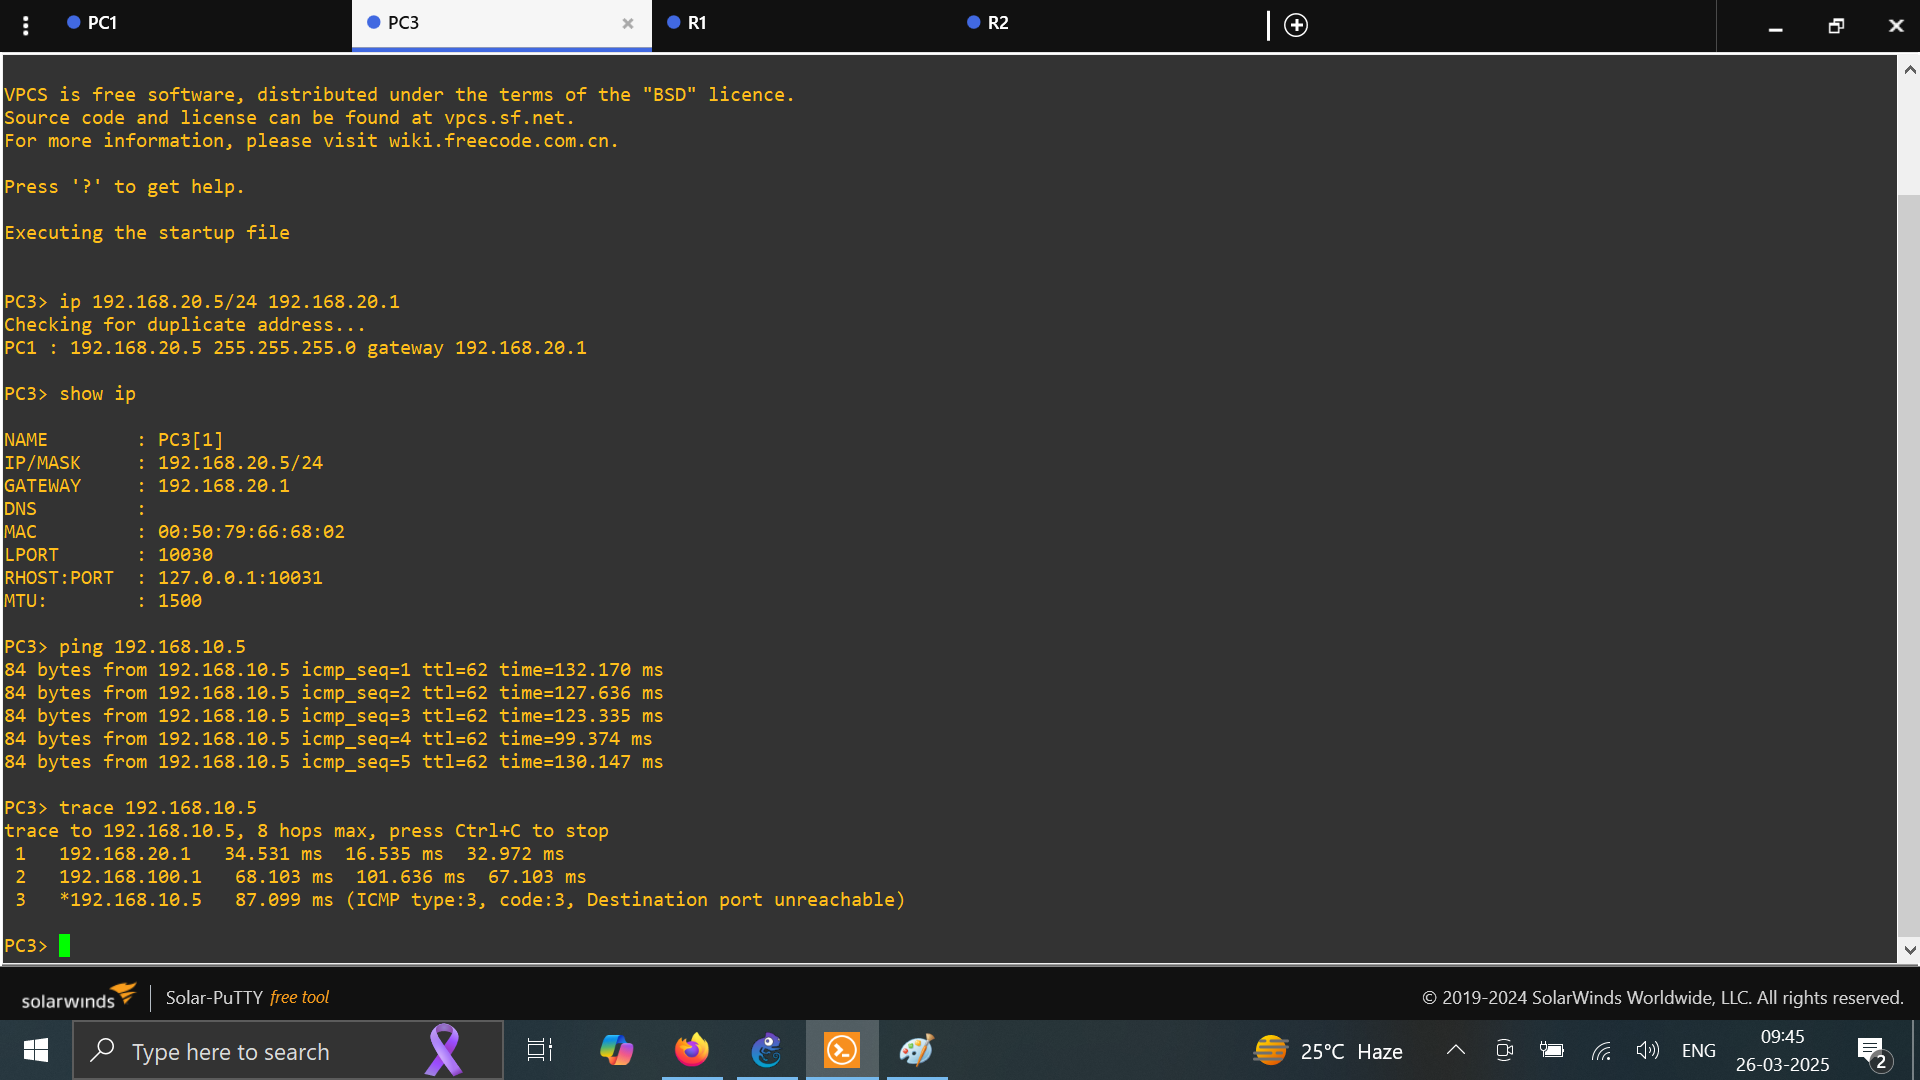 PC1
PC3
R1
R2
VPCS is free software, distributed under the terms of the "BSD" licence.
Source code and license can be found at vpcs.sf.net.
For more information, please visit wiki.freecode.com.cn.
Press '?' to get help.
Executing the startup file
PC3> ip 192.168.20.5/24 192.168.20.1
Checking for duplicate address...
PC1 : 192.168.20.5 255.255.255.0 gateway 192.168.20.1
PC3> show ip
NAME        : PC3[1]
IP/MASK     : 192.168.20.5/24
GATEWAY     : 192.168.20.1
DNS         :
MAC         : 00:50:79:66:68:02
LPORT       : 10030
RHOST:PORT  : 127.0.0.1:10031
MTU:        : 1500
PC3> ping 192.168.10.5
84 bytes from 192.168.10.5 icmp_seq=1 ttl=62 time=132.170 ms
84 bytes from 192.168.10.5 icmp_seq=2 ttl=62 time=127.636 ms
84 bytes from 192.168.10.5 icmp_seq=3 ttl=62 time=123.335 ms
84 bytes from 192.168.10.5 icmp_seq=4 ttl=62 time=99.374 ms
84 bytes from 192.168.10.5 icmp_seq=5 ttl=62 time=130.147 ms
PC3> trace 192.168.10.5
trace to 192.168.10.5, 8 hops max, press Ctrl+C to stop
 1   192.168.20.1   34.531 ms  16.535 ms  32.972 ms
 2   192.168.100.1   68.103 ms  101.636 ms  67.103 ms
 3   *192.168.10.5   87.099 ms (ICMP type:3, code:3, Destination port unreachable)
PC3>
solarwinds
Solar-PuTTY free tool
© 2019-2024 SolarWinds Worldwide, LLC. All rights reserved.
Type here to search
25°C Haze
ENG
09:45
26-03-2025
2